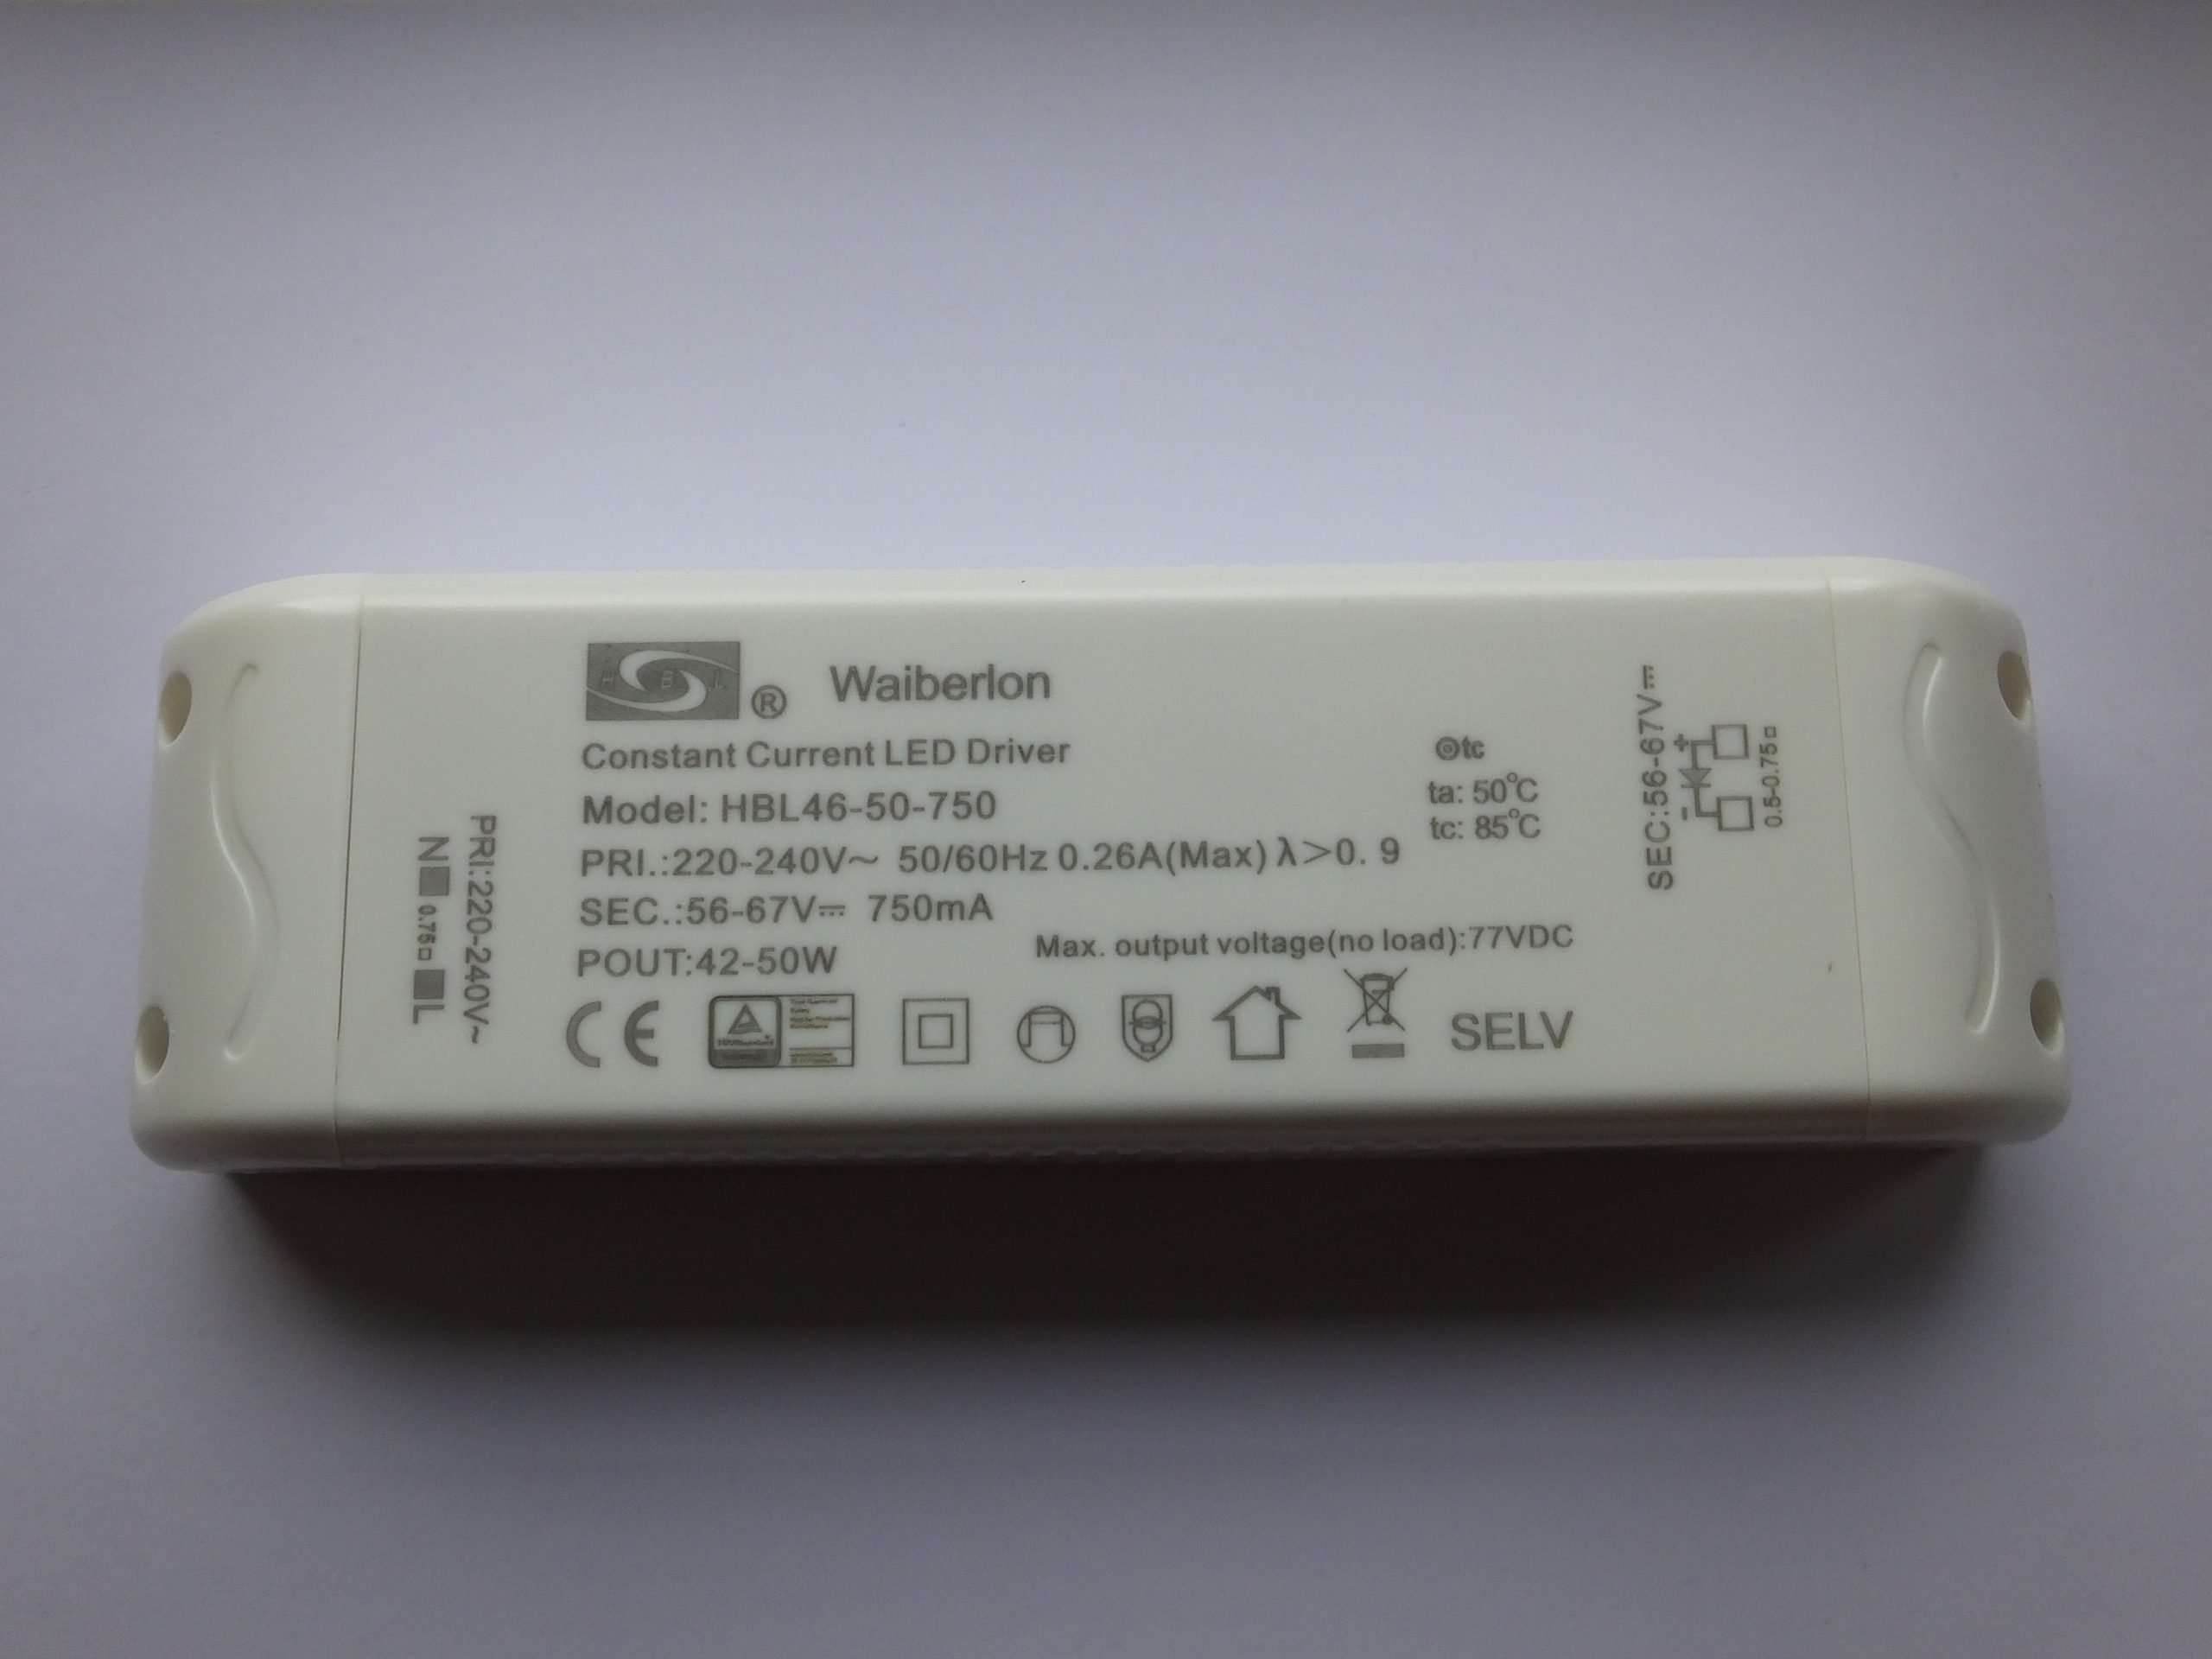 HBL ® Waiberlon
Constant Current LED Driver
Model: HBL46-50-750
PRI.:220-240V~ 50/60Hz 0.26A(Max) λ>0. 9
SEC.:56-67V⎓ 750mA
POUT:42-50W
Max. output voltage(no load):77VDC
tc
ta: 50°C
tc: 85°C
CE
SELV
PRI:220-240V~
N 0.75□ L
SEC:56-67V⎓
+ -
0.5-0.75□